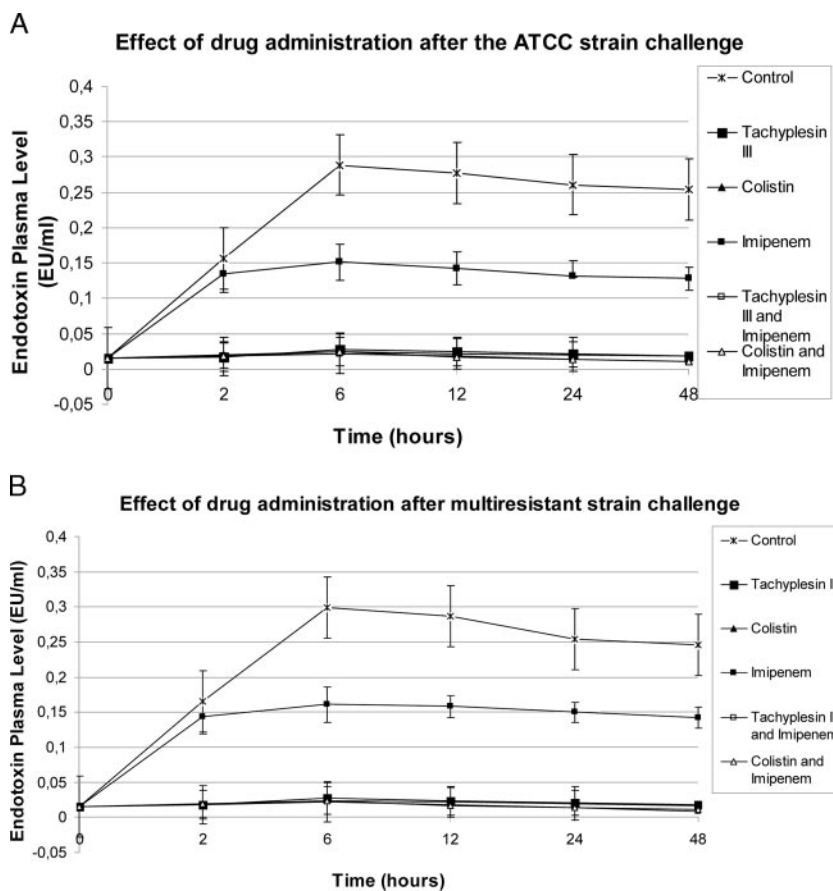 A
Effect of drug administration after the ATCC strain challenge
Endotoxin Plasma Level
(EU/ml)
0,4
0,35
0,3
0,25
0,2
0,15
0,1
0,05
0
-0,05
0 2 6 12 24 48
Time (hours)
Control
Tachyplesin
III
Colistin
Imipenem
Tachyplesin
III and
Imipenem
Colistin and
Imipenem
B
Effect of drug administration after multiresistant strain challenge
Endotoxin Plasma Level (EU/ml)
0,4
0,35
0,3
0,25
0,2
0,15
0,1
0,05
0
-0,05
0 2 6 12 24 48
Time (hours)
Control
Tachyplesin I
Colistin
Imipenem
Tachyplesin I
and Imipenem
Colistin and
Imipenem